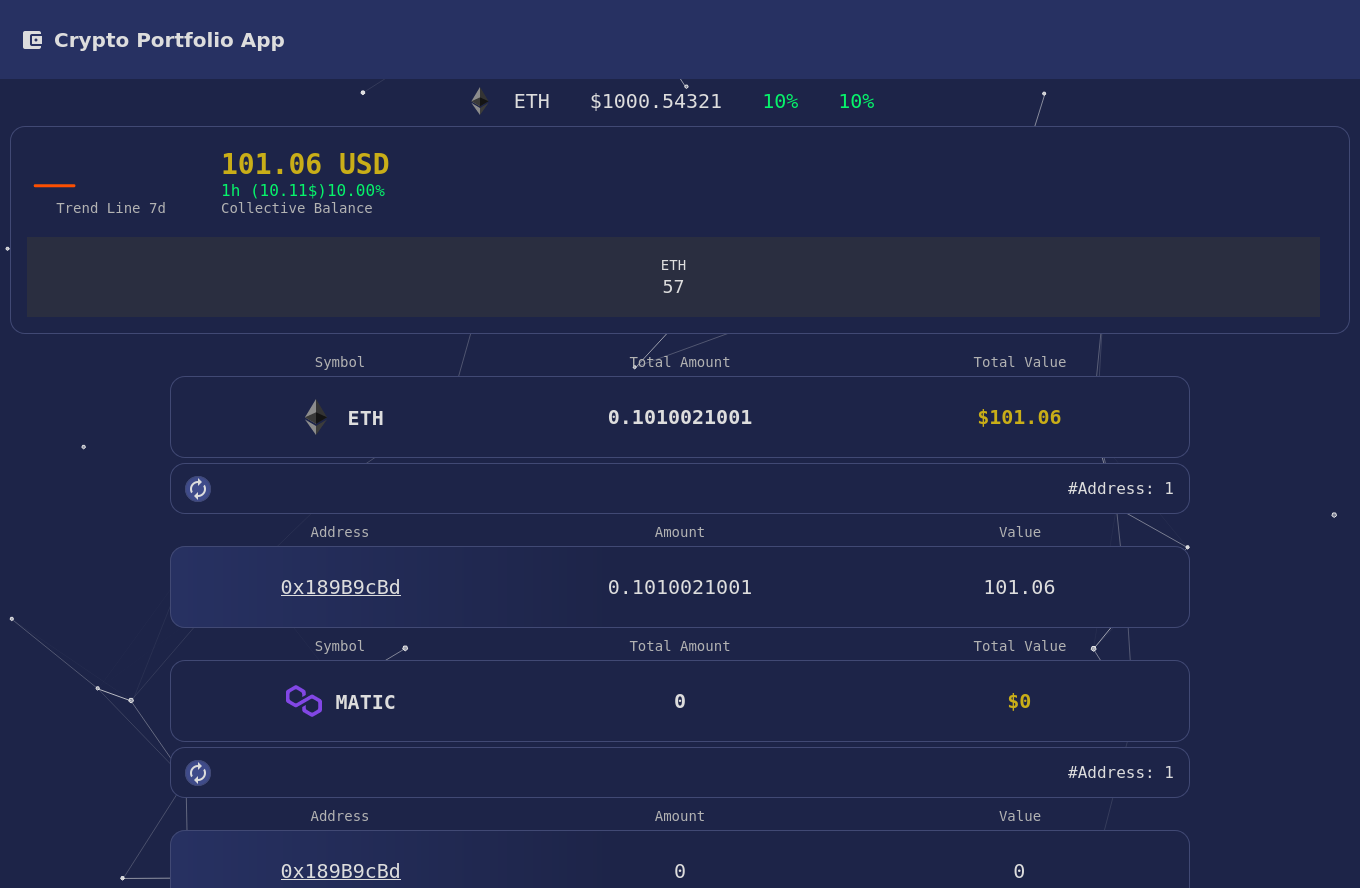 Crypto Portfolio App
ETH $1000.54321 10% 10%
101.06 USD
1h (10.11$)10.00%
Trend Line 7d Collective Balance
ETH
57
Symbol Total Amount Total Value
ETH 0.1010021001 $101.06
#Address: 1
Address Amount Value
0x189B9cBd 0.1010021001 101.06
Symbol Total Amount Total Value
MATIC 0 $0
#Address: 1
Address Amount Value
0x189B9cBd 0 0